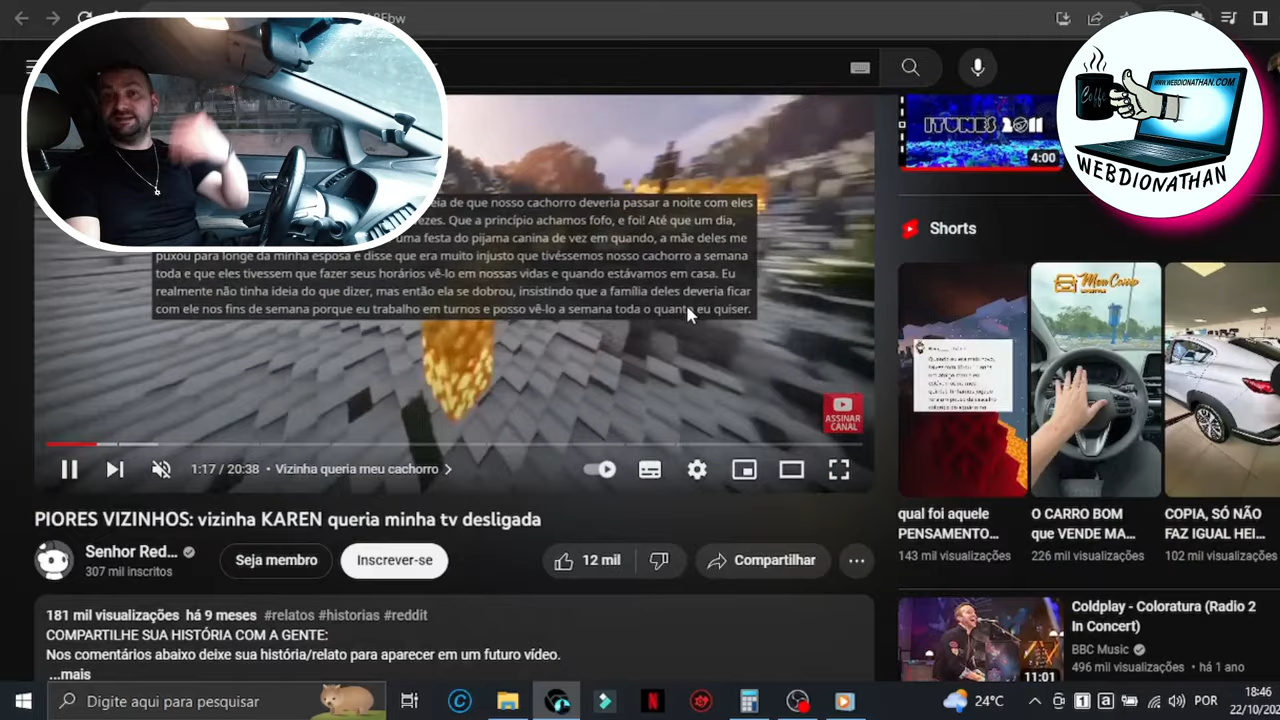 ITUNES 2011
4:00
Coffe
WWW.WEBDIONATHAN.COM
WEBDIONATHAN
Shorts
de que nosso cachorro deveria passar a noite com eles
Que a princípio achamos fofo, e foi! Até que um dia,
uma festa do pijama canina de vez em quando, a mãe deles me
puxou para longe da minha esposa e disse que era muito injusto que tivéssemos nosso cachorro a semana
toda e que eles tivessem que fazer seus horários vê-lo em nossas vidas e quando estávamos em casa. Eu
realmente não tinha ideia do que dizer, mas então ela se dobrou, insistindo que a família deles deveria ficar
com ele nos fins de semana porque eu trabalho em turnos e posso vê-lo a semana toda o quanto eu quiser.
ASSINAR
CANAL
1:17 / 20:38 • Vizinha queria meu cachorro
PIORES VIZINHOS: vizinha KAREN queria minha tv desligada
Senhor Red...
307 mil inscritos
Seja membro
Inscrever-se
12 mil
Compartilhar
181 mil visualizações há 9 meses #relatos #historias #reddit
COMPARTILHE SUA HISTÓRIA COM A GENTE:
Nos comentários abaixo deixe sua história/relato para aparecer em um futuro vídeo.
...mais
Meu Carro
qual foi aquele
PENSAMENTO...
143 mil visualizações
O CARRO BOM
que VENDE MA...
226 mil visualizações
COPIA, SÓ NÃO
FAZ IGUAL HEI...
102 mil visualizações
Coldplay - Coloratura (Radio 2
In Concert)
BBC Music
496 mil visualizações • há 1 ano
11:01
Digite aqui para pesquisar
24°C
POR
18:46
22/10/20